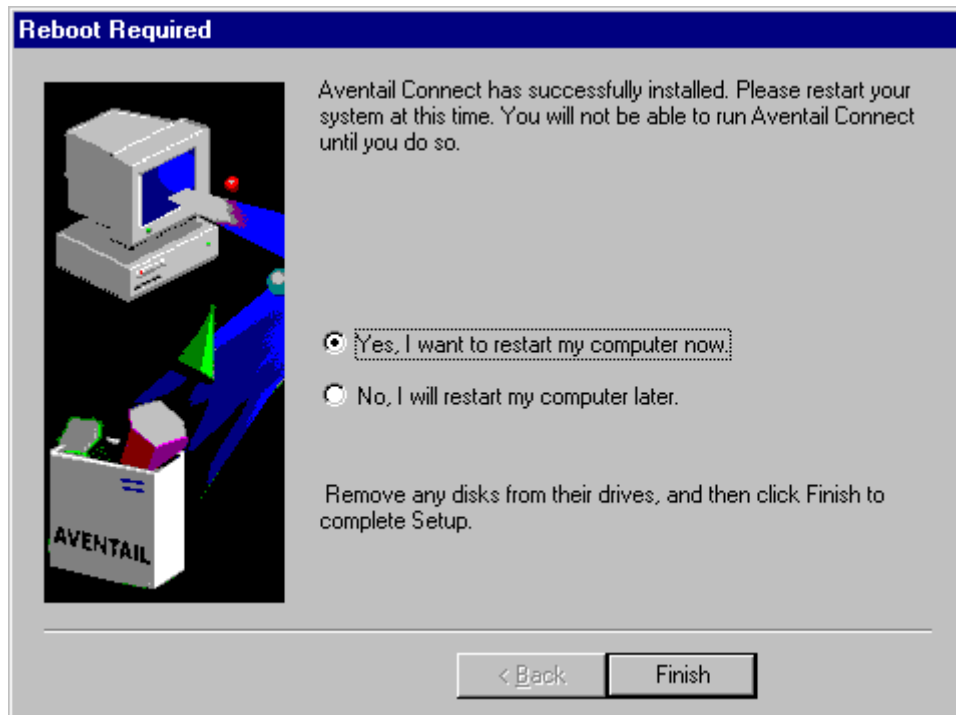 Reboot Required
Aventail Connect has successfully installed. Please restart your
system at this time. You will not be able to run Aventail Connect
until you do so.
Yes, I want to restart my computer now.
No, I will restart my computer later.
Remove any disks from their drives, and then click Finish to
complete Setup.
AVENTAIL
< Back
Finish